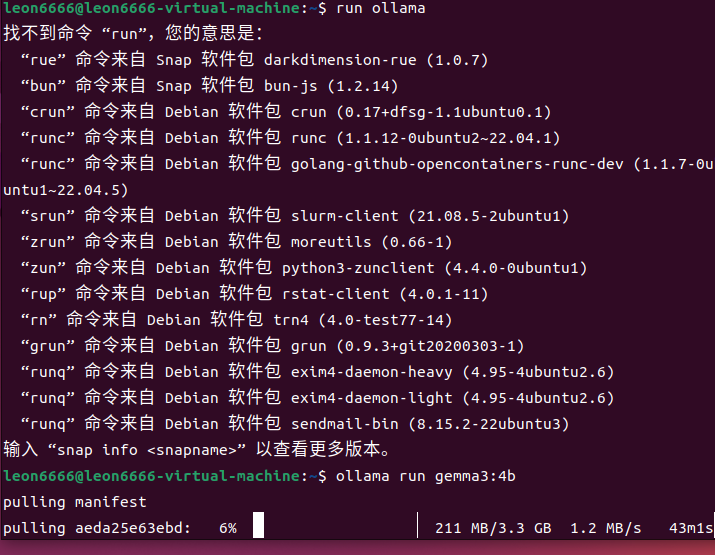 leon6666@leon6666-virtual-machine:~$ run ollama
找不到命令 “run”，您的意思是：
“rue” 命令来自 Snap 软件包 darkdimension-rue (1.0.7)
“bun” 命令来自 Snap 软件包 bun-js (1.2.14)
“crun” 命令来自 Debian 软件包 crun (0.17+dfsg-1.1ubuntu0.1)
“runc” 命令来自 Debian 软件包 runc (1.1.12-0ubuntu2~22.04.1)
“runc” 命令来自 Debian 软件包 golang-github-opencontainers-runc-dev (1.1.7-0u
untu1~22.04.5)
“srun” 命令来自 Debian 软件包 slurm-client (21.08.5-2ubuntu1)
“zrun” 命令来自 Debian 软件包 moreutils (0.66-1)
“zun” 命令来自 Debian 软件包 python3-zunclient (4.4.0-0ubuntu1)
“rup” 命令来自 Debian 软件包 rstat-client (4.0.1-11)
“rn” 命令来自 Debian 软件包 trn4 (4.0-test77-14)
“grun” 命令来自 Debian 软件包 grun (0.9.3+git20200303-1)
“runq” 命令来自 Debian 软件包 exim4-daemon-heavy (4.95-4ubuntu2.6)
“runq” 命令来自 Debian 软件包 exim4-daemon-light (4.95-4ubuntu2.6)
“runq” 命令来自 Debian 软件包 sendmail-bin (8.15.2-22ubuntu3)
输入 “snap info <snapname>” 以查看更多版本。
leon6666@leon6666-virtual-machine:~$ ollama run gemma3:4b
pulling manifest
pulling aeda25e63ebd: 6% 211 MB/3.3 GB 1.2 MB/s 43m1s